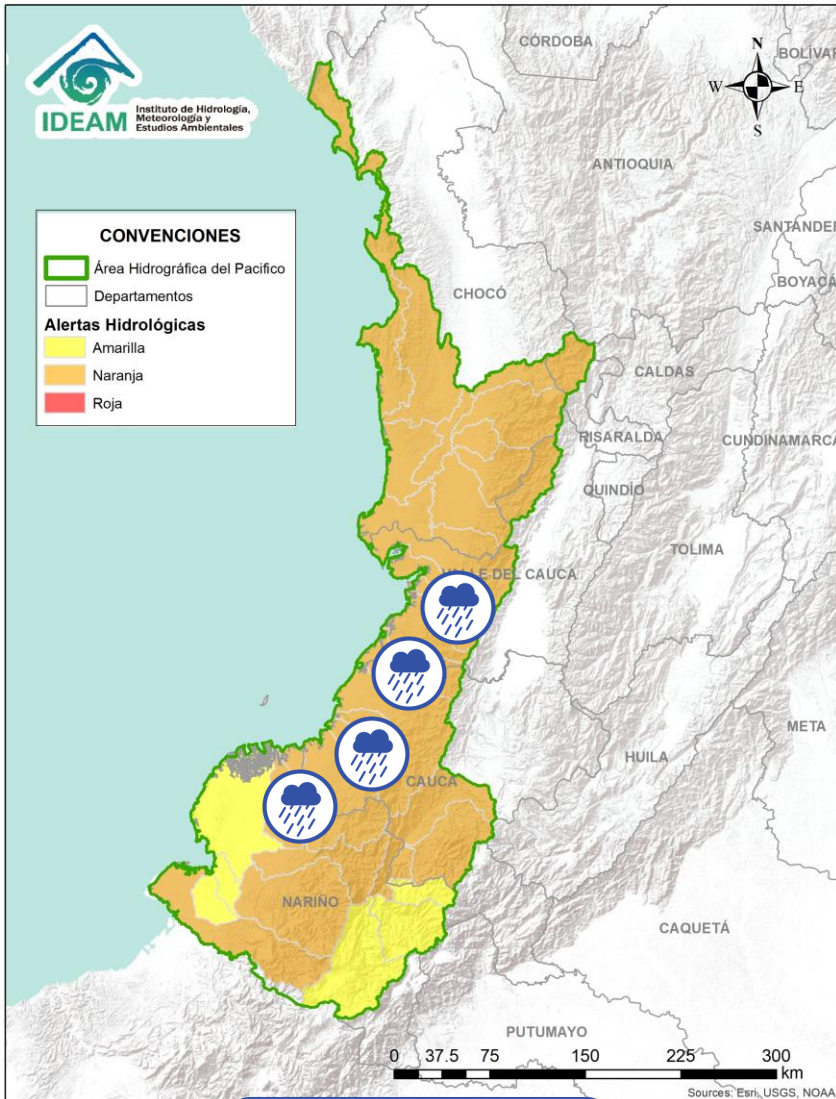 IDEAM
Instituto de Hidrología,
Meteorología y
Estudios Ambientales
N
W
E
S
CONVENCIONES
Área Hidrográfica del Pacifico
Departamentos
Alertas Hidrológicas
Amarilla
Naranja
Roja
CÓRDOBA
BOLÍVAR
ANTIOQUIA
SANTANDER
BOYACÁ
CHOCÓ
CALDAS
RISARALDA
CUNDINAMARCA
QUINDÍO
TOLIMA
VALLE DEL CAUCA
META
HUILA
CAUCA
NARIÑO
CAQUETÁ
PUTUMAYO
0 37.5 75 150 225 300
km
Sources: Esri, USGS, NOAA